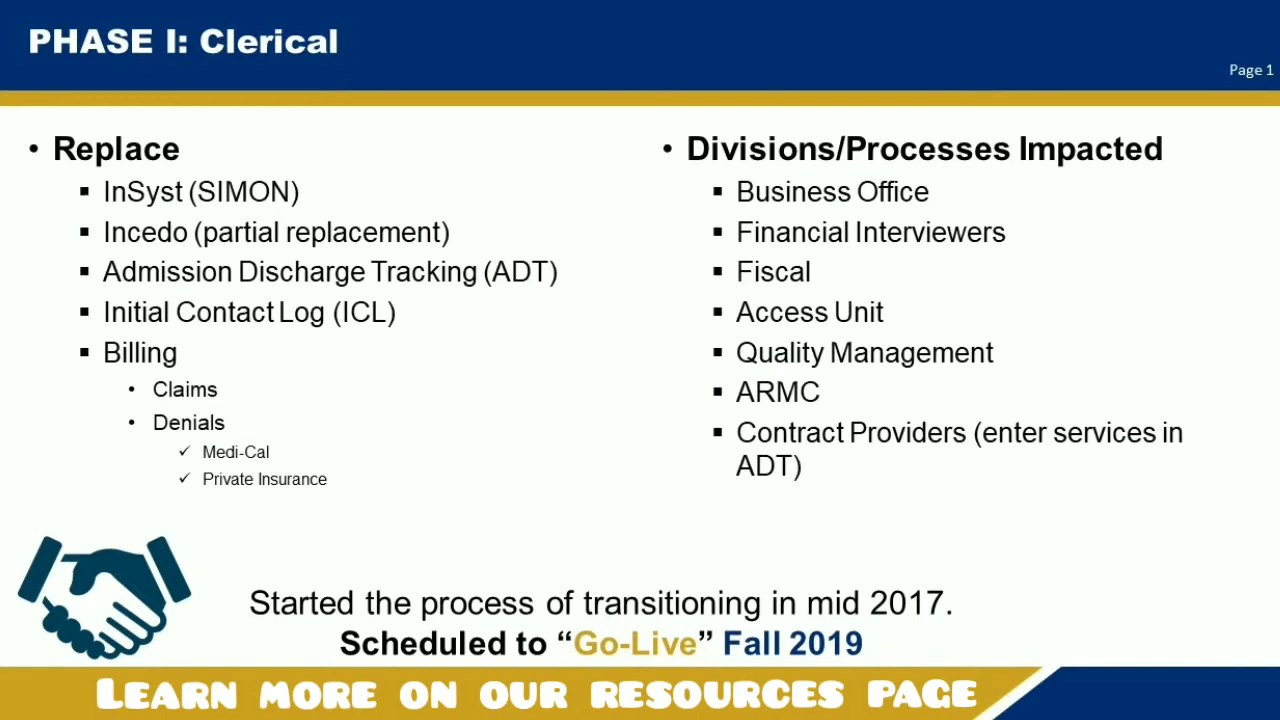 PHASE I: Clerical
Page 1
• Replace
▪ InSyst (SIMON)
▪ Incedo (partial replacement)
▪ Admission Discharge Tracking (ADT)
▪ Initial Contact Log (ICL)
▪ Billing
• Claims
• Denials
✓ Medi-Cal
✓ Private Insurance
• Divisions/Processes Impacted
▪ Business Office
▪ Financial Interviewers
▪ Fiscal
▪ Access Unit
▪ Quality Management
▪ ARMC
▪ Contract Providers (enter services in
ADT)
Started the process of transitioning in mid 2017.
Scheduled to “Go-Live” Fall 2019
Learn more on our resources page